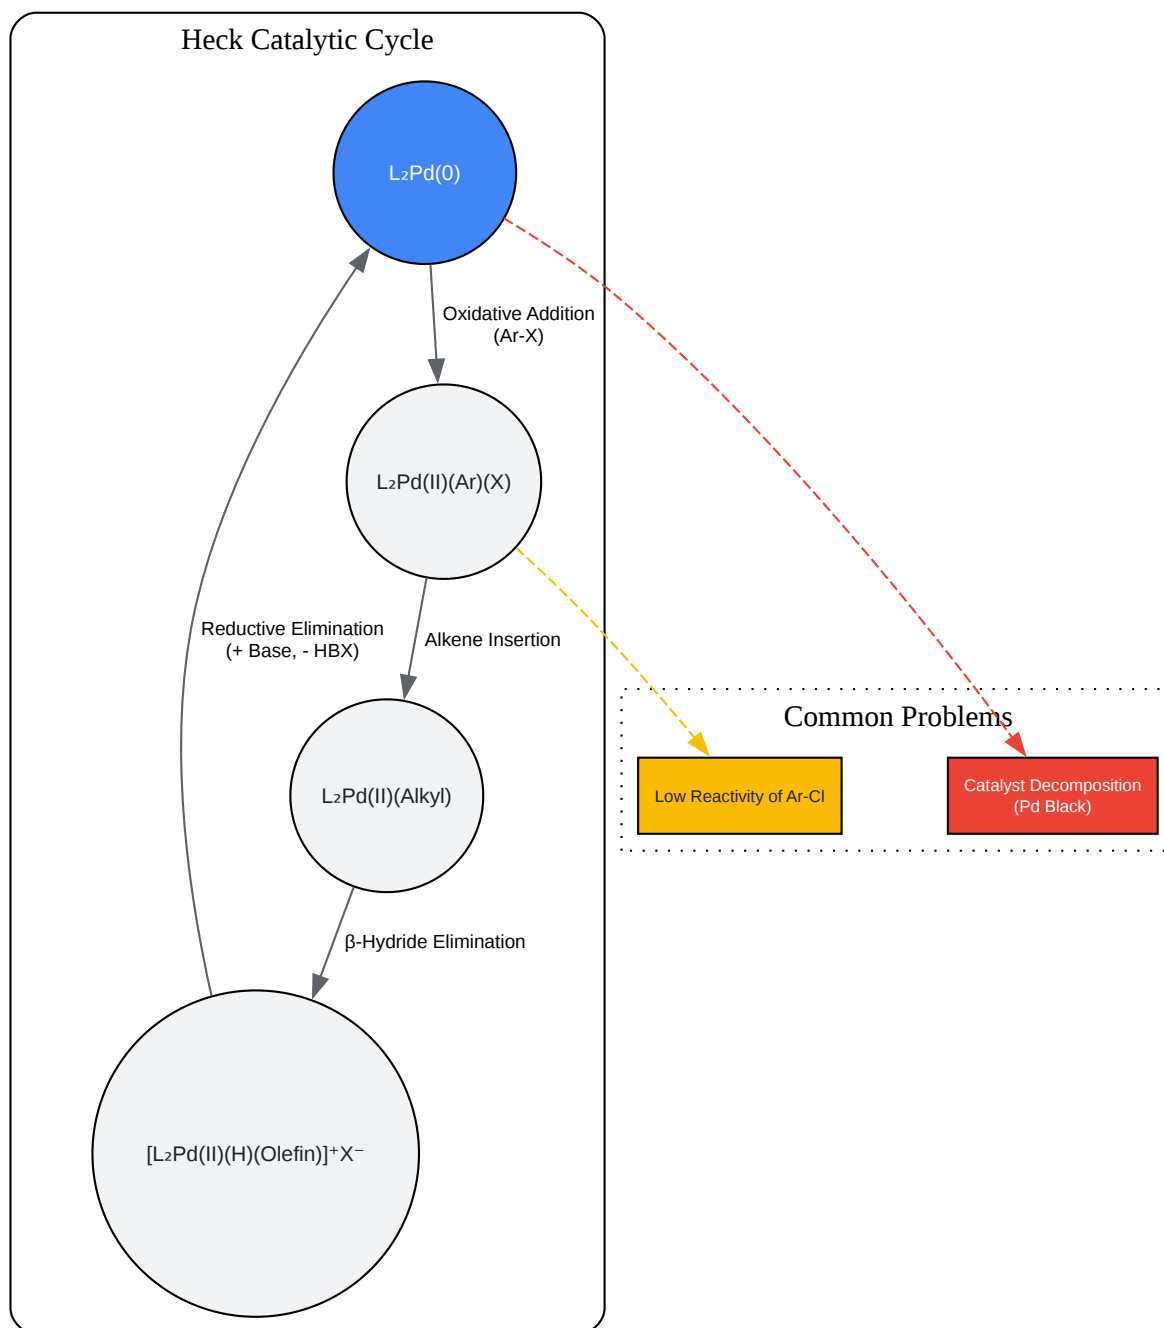 Heck Catalytic Cycle
L₂Pd(0)
Oxidative Addition
(Ar-X)
L₂Pd(II)(Ar)(X)
Reductive Elimination
(+ Base, - HBX)
Alkene Insertion
Common Problems
Low Reactivity of Ar-Cl
Catalyst Decomposition
(Pd Black)
L₂Pd(II)(Alkyl)
β-Hydride Elimination
[L₂Pd(II)(H)(Olefin)]⁺X⁻